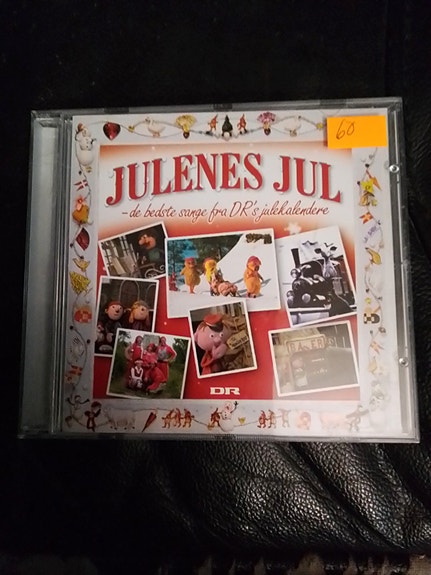 60
JULENES JUL
- de bedste sange fra DR's julekalendere
DR